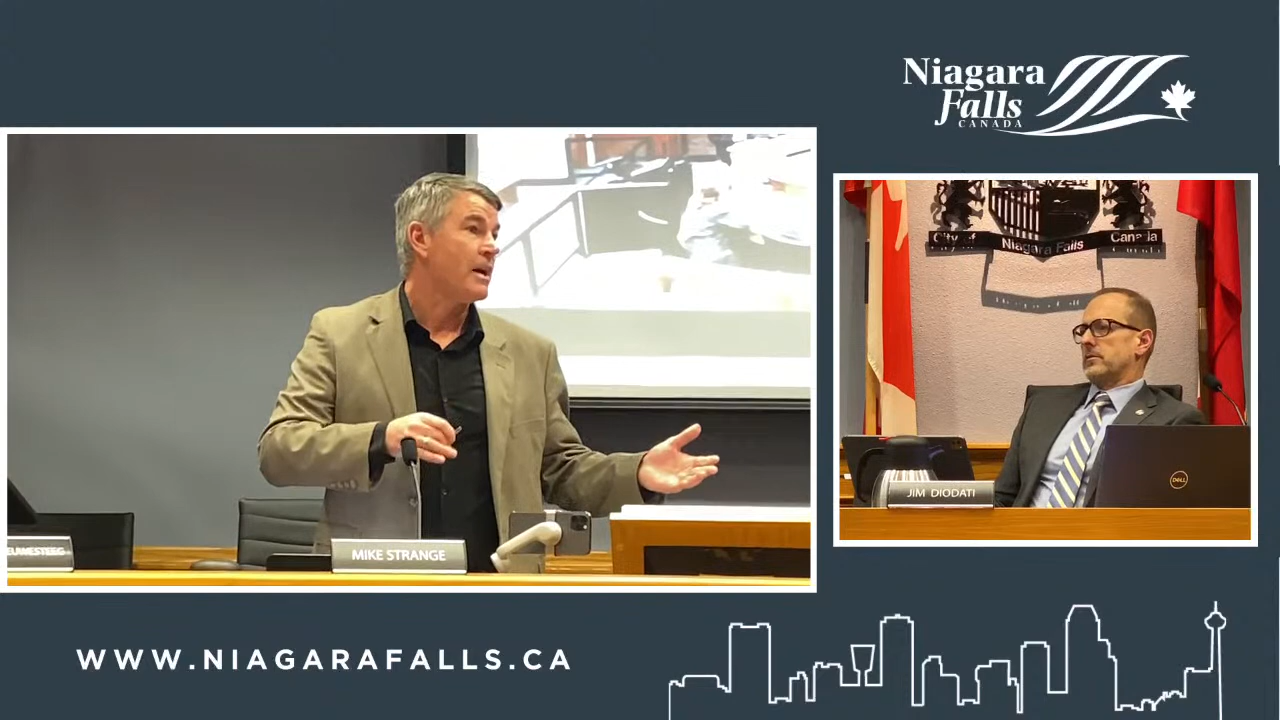 Niagara
Falls
CANADA
City of
Niagara Falls
Canada
JIM DIODATI
DELL
MIKE STRANGE
WWW.NIAGARAFALLS.CA